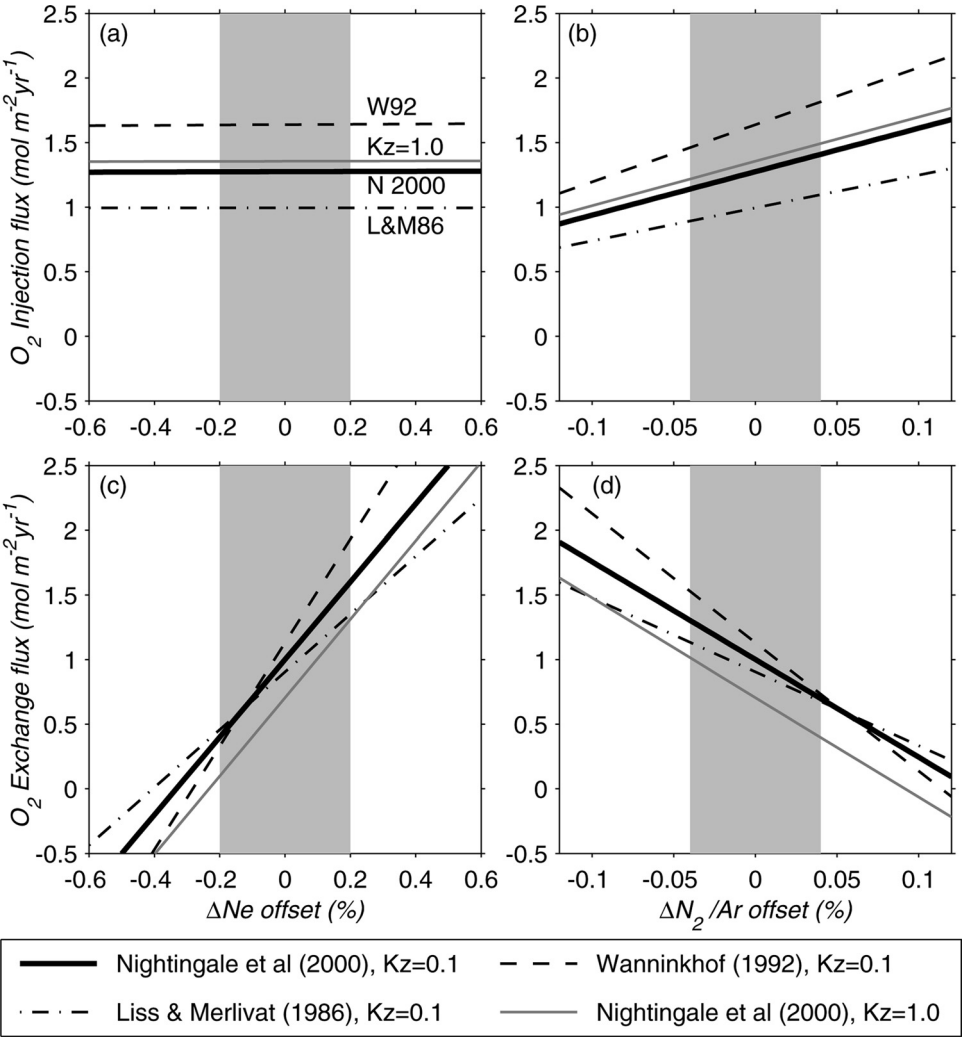 (a)
(b)
O2 Injection flux (mol m-2yr-1)
2.5
2
1.5
1
0.5
0
-0.5
W92
Kz=1.0
N 2000
L&M86
-0.6 -0.4 -0.2 0 0.2 0.4 0.6
2.5
2
1.5
1
0.5
0
-0.5
-0.1 -0.05 0 0.05 0.1
(c)
(d)
O2 Exchange flux (mol m-2yr-1)
2.5
2
1.5
1
0.5
0
-0.5
-0.6 -0.4 -0.2 0 0.2 0.4 0.6
ΔNe offset (%)
2.5
2
1.5
1
0.5
0
-0.5
-0.1 -0.05 0 0.05 0.1
ΔN2/Ar offset (%)
Nightingale et al (2000), Kz=0.1
Wanninkhof (1992), Kz=0.1
Liss & Merlivat (1986), Kz=0.1
Nightingale et al (2000), Kz=1.0